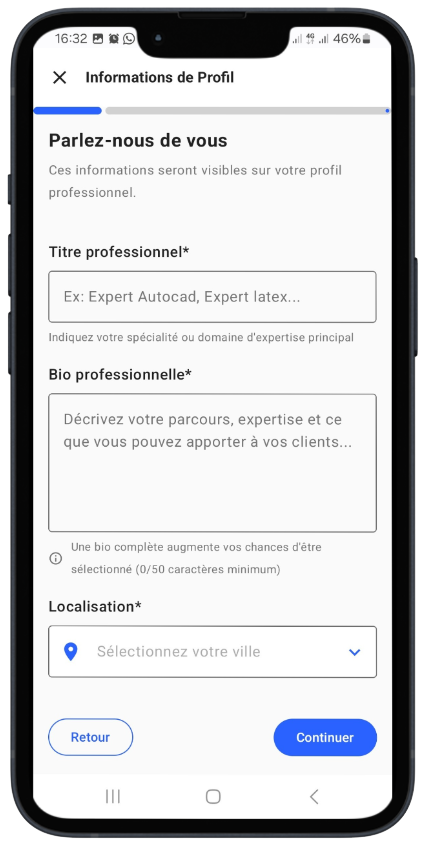 16:32 46%
Informations de Profil
Parlez-nous de vous
Ces informations seront visibles sur votre profil
professionnel.
Titre professionnel*
Ex: Expert Autocad, Expert latex...
Indiquez votre spécialité ou domaine d'expertise principal
Bio professionnelle*
Décrivez votre parcours, expertise et ce
que vous pouvez apporter à vos clients...
Une bio complète augmente vos chances d'être
sélectionné (0/50 caractères minimum)
Localisation*
Sélectionnez votre ville
Retour Continuer